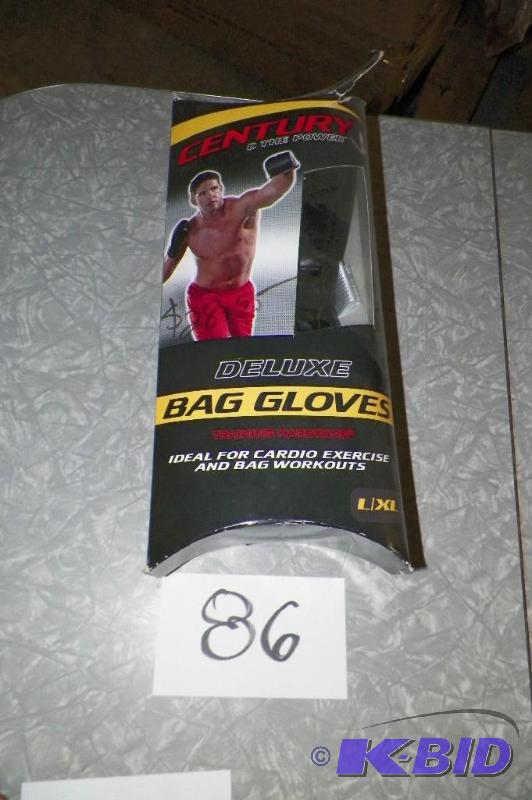 CENTURY
DELUXE
BAG GLOVES
IDEAL FOR CARDIO EXERCISE
AND BAG WORKOUTS
L/XL
86
© K-BID